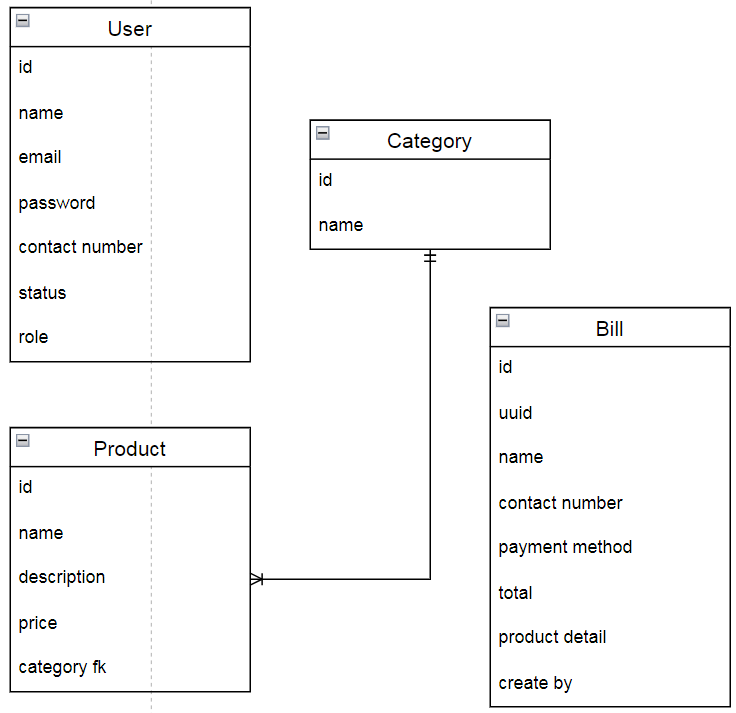 User
id
name
email
password
contact number
status
role
Category
id
name
Product
id
name
description
price
category fk
Bill
id
uuid
name
contact number
payment method
total
product detail
create by